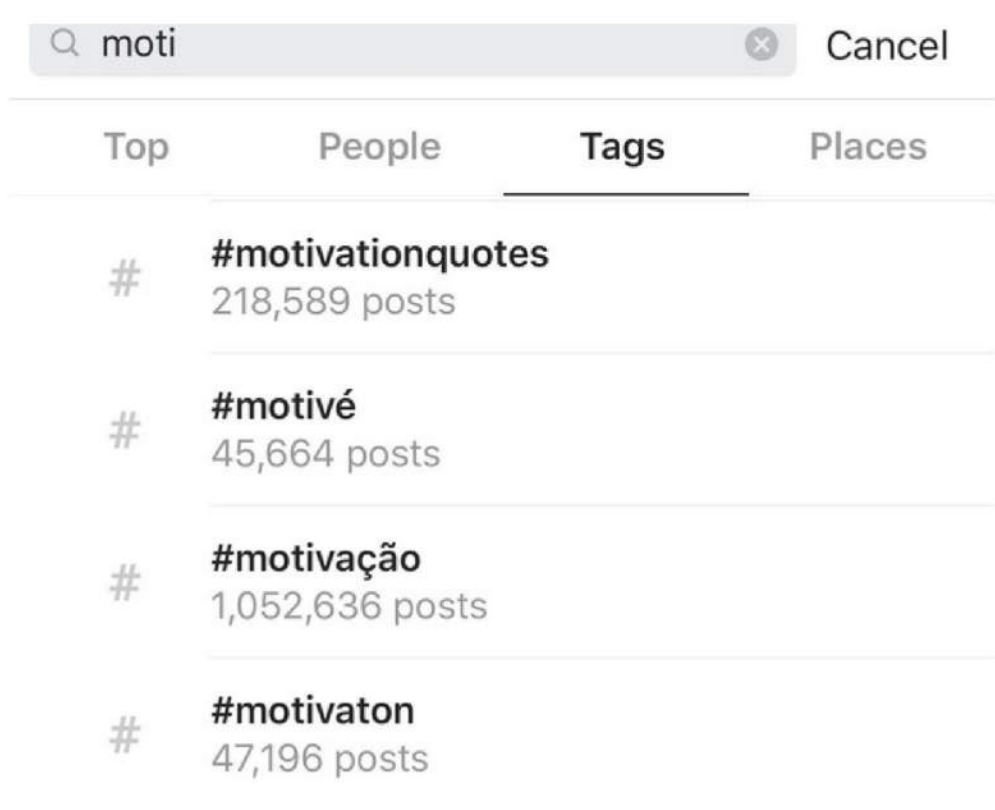 moti Cancel
Top People Tags Places
# #motivationquotes
218,589 posts
# #motivé
45,664 posts
# #motivação
1,052,636 posts
# #motivaton
47,196 posts